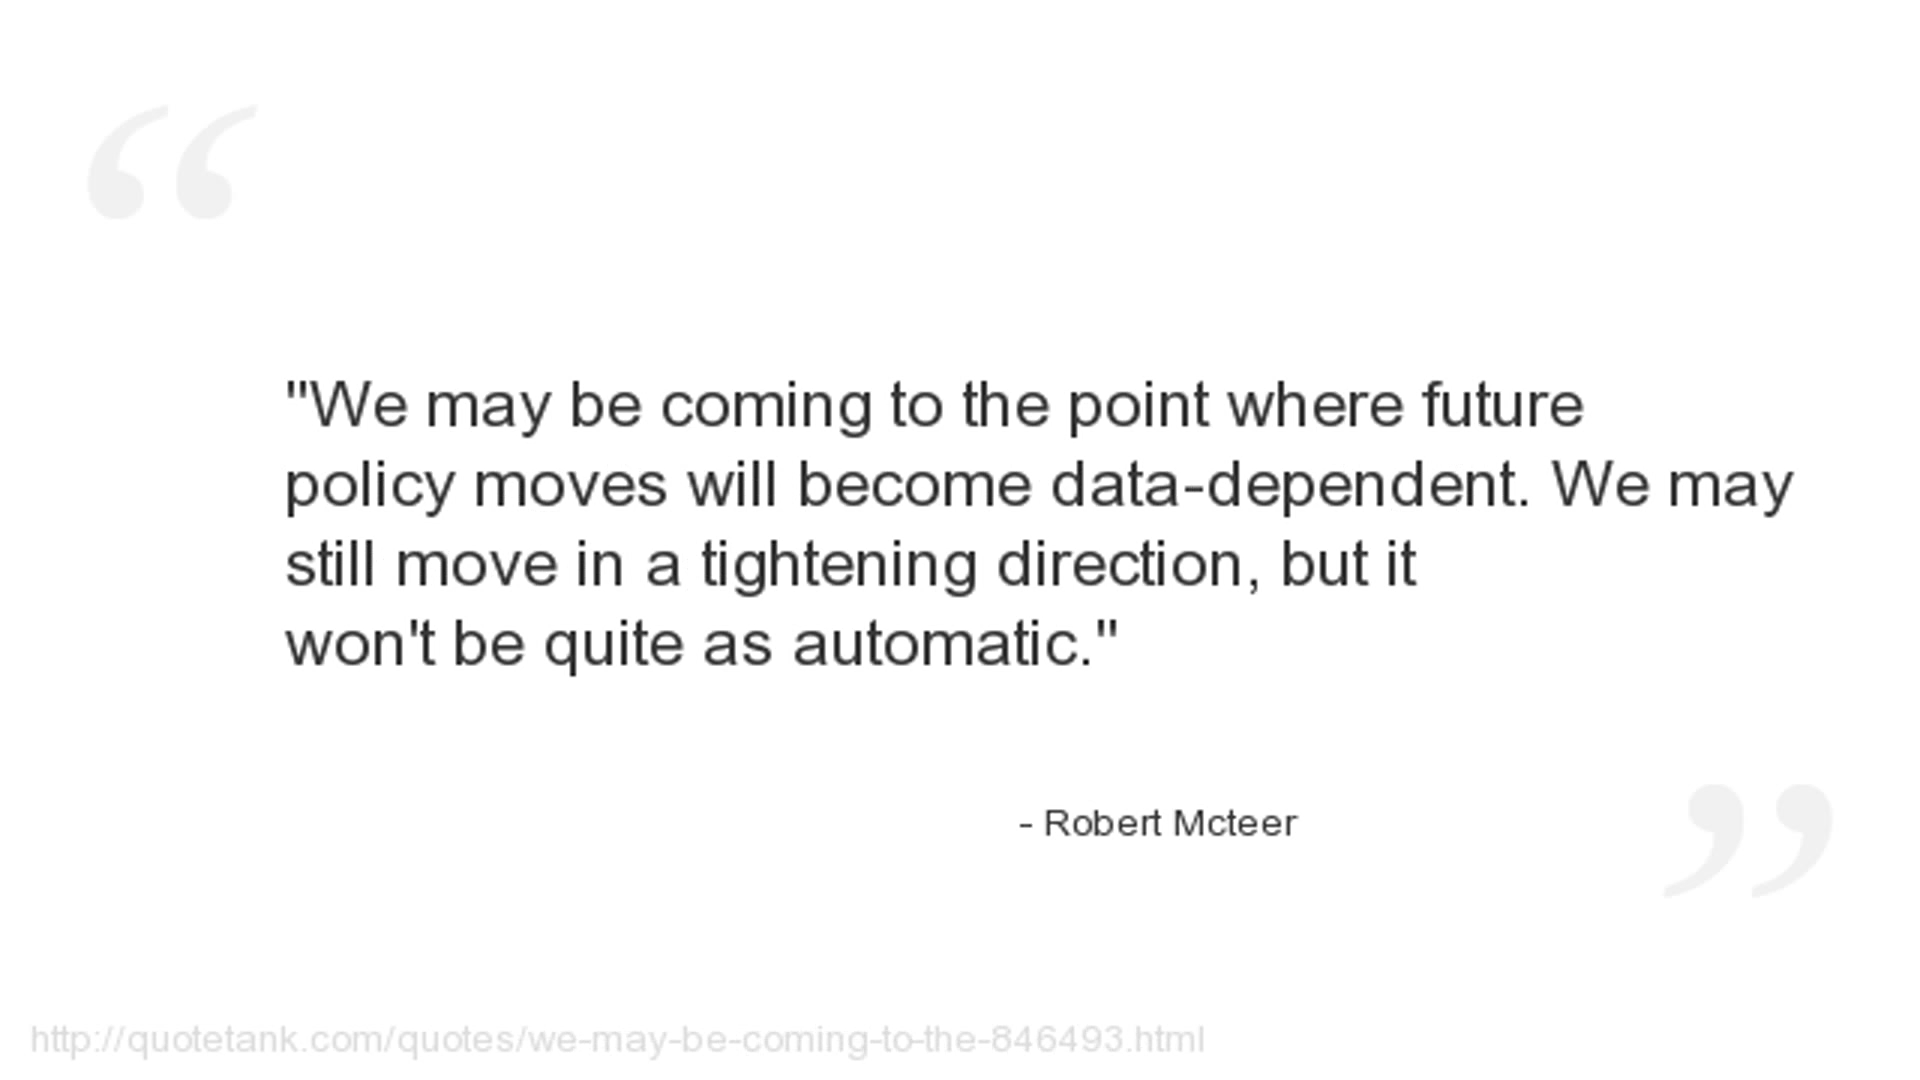 "We may be coming to the point where future
policy moves will become data-dependent. We may
still move in a tightening direction, but it
won't be quite as automatic."
- Robert Mcteer
http://quotetank.com/quotes/we-may-be-coming-to-the-846493.html